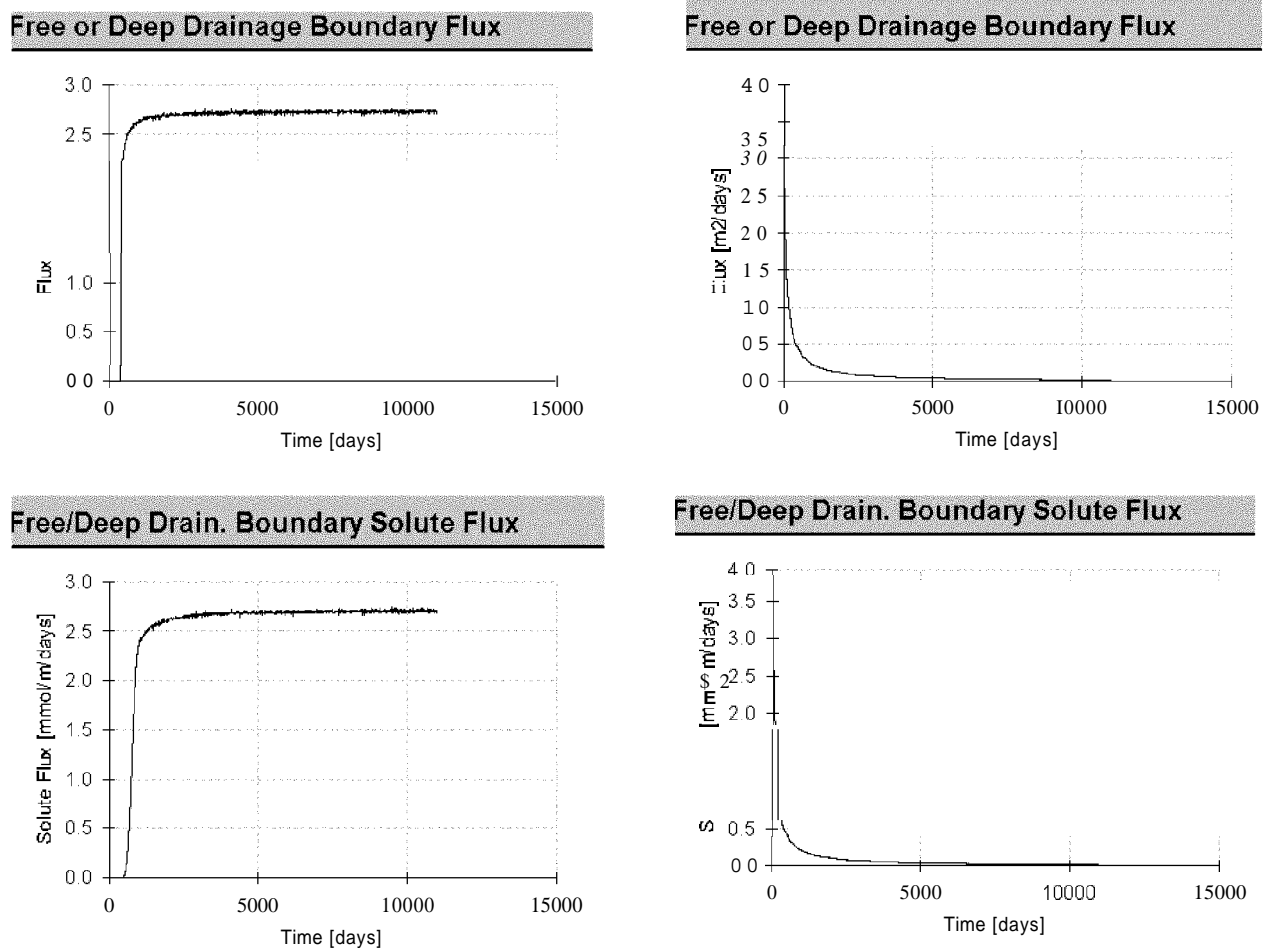 Free or Deep Drainage Boundary Flux
3.0
2.5
1.0
0.5
0 0
Flux
0 5000 10000 15000
Time [days]
Free or Deep Drainage Boundary Flux
4 0
3 5
3 0
2 5
2 0
1 5
1 0
0 5
0 0
[m2/days]
0 5000 10000 15000
Time [days]
Free/Deep Drain. Boundary Solute Flux
3.0
2.5
2.0
1.5
1.0
0.5
0.0
Solute Flux [mmol/m/days]
0 5000 10000 15000
Time [days]
Free/Deep Drain. Boundary Solute Flux
4.0
3.5
3.0
2.5
2.0
0.5
0 0
S
m/days]
0 5000 10000 15000
Time [days]